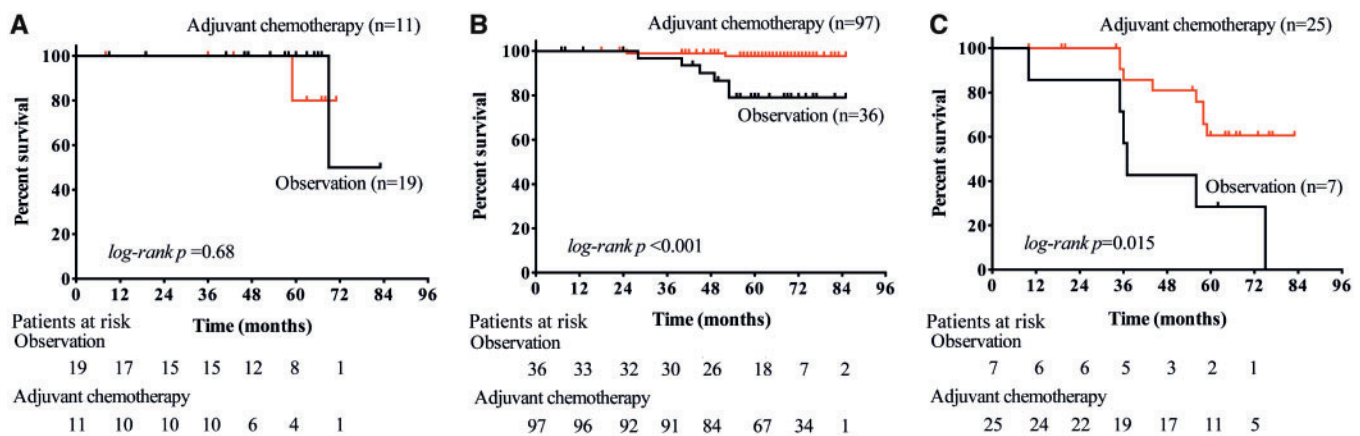 A
Adjuvant chemotherapy (n=11)
100
80
60
40
20
0
Percent survival
Observation (n=19)
log-rank p =0.68
0 12 24 36 48 60 72 84 96
Patients at risk Time (months)
Observation
19 17 15 15 12 8 1
Adjuvant chemotherapy
11 10 10 10 6 4 1
B
Adjuvant chemotherapy (n=97)
100
80
60
40
20
0
Percent survival
Observation (n=36)
log-rank p <0.001
0 12 24 36 48 60 72 84 96
Patients at risk Time (months)
Observation
36 33 32 30 26 18 7 2
Adjuvant chemotherapy
97 96 92 91 84 67 34 1
C
Adjuvant chemotherapy (n=25)
100
80
60
40
20
0
Percent survival
Observation (n=7)
log-rank p=0.015
0 12 24 36 48 60 72 84 96
Patients at risk Time (months)
Observation
7 6 6 5 3 2 1
Adjuvant chemotherapy
25 24 22 19 17 11 5